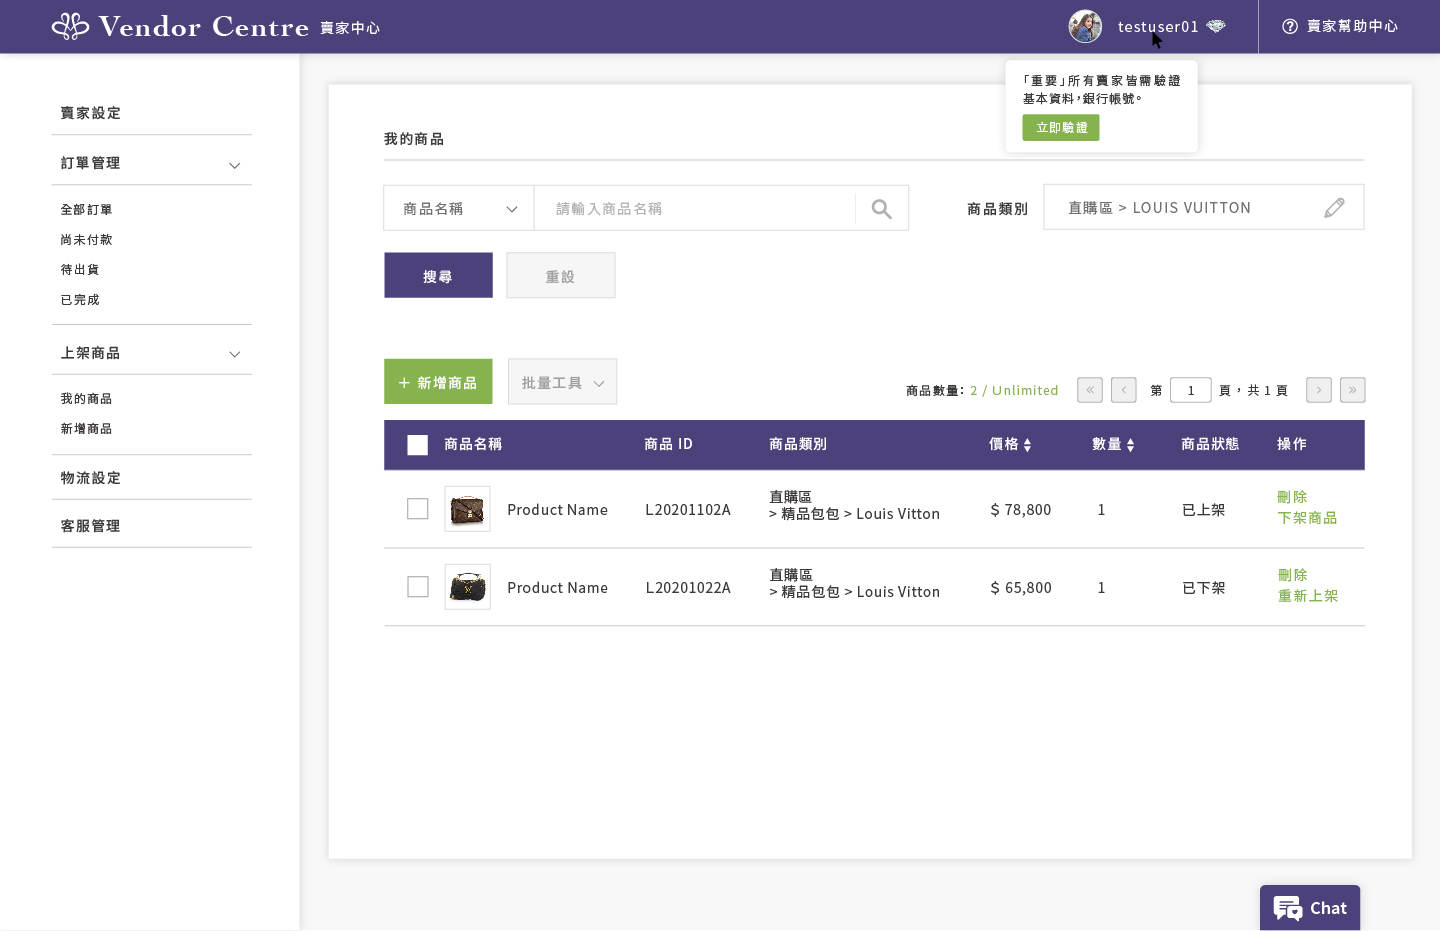 Vendor Centre 賣家中心
testuser01
賣家幫助中心
「重要」所有賣家皆需驗證
基本資料，銀行帳號。
立即驗證
賣家設定
訂單管理
全部訂單
尚未付款
待出貨
已完成
上架商品
我的商品
新增商品
物流設定
客服管理
我的商品
商品名稱
請輸入商品名稱
商品類別
直購區 > LOUIS VUITTON
搜尋
重設
+ 新增商品
批量工具
商品數量： 2 / Unlimited
« ‹ 第 1 頁，共 1 頁 › »
商品名稱 商品 ID 商品類別 價格 數量 商品狀態 操作
Product Name L20201102A 直購區 > 精品包包 > Louis Vitton $ 78,800 1 已上架 刪除 下架商品
Product Name L20201022A 直購區 > 精品包包 > Louis Vitton $ 65,800 1 已下架 刪除 重新上架
Chat